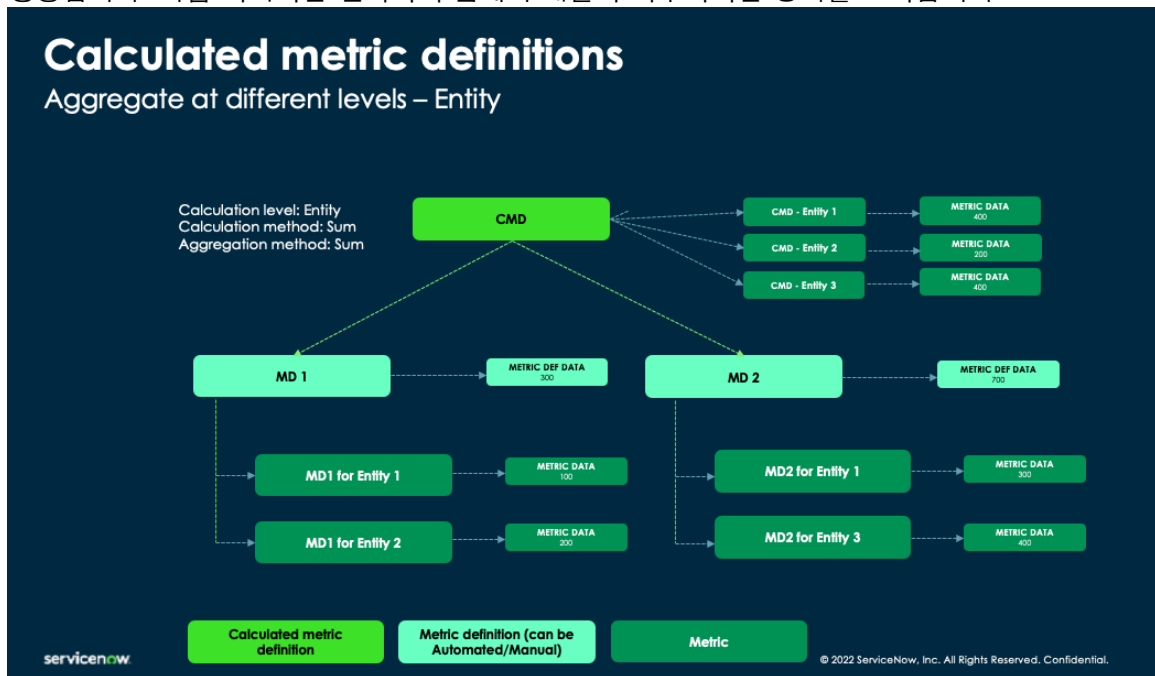 Calculated metric definitions
Aggregate at different levels – Entity
Calculation level: Entity
Calculation method: Sum
Aggregation method: Sum
CMD
CMD - Entity 1
METRIC DATA
400
CMD - Entity 2
METRIC DATA
200
CMD - Entity 3
METRIC DATA
400
MD 1
METRIC DEF DATA
300
MD 2
METRIC DEF DATA
700
MD1 for Entity 1
METRIC DATA
100
MD2 for Entity 1
METRIC DATA
300
MD1 for Entity 2
METRIC DATA
200
MD2 for Entity 3
METRIC DATA
400
Calculated metric
definition
Metric definition (can be
Automated/Manual)
Metric
servicenow.
© 2022 ServiceNow, Inc. All Rights Reserved. Confidential.